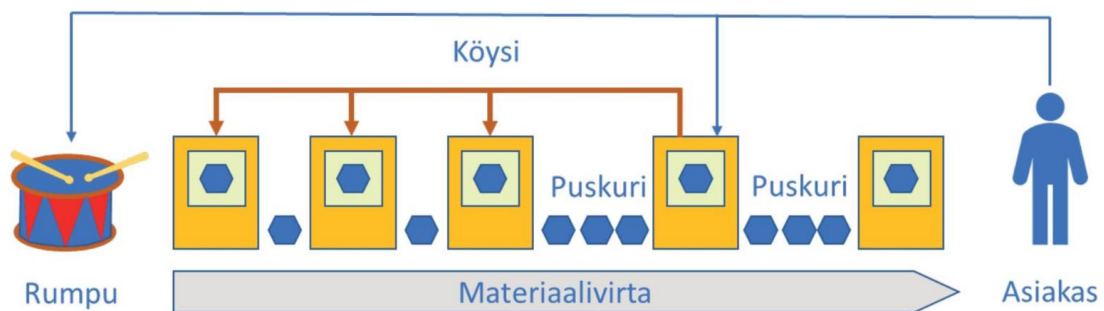 Köysi
Puskuri
Puskuri
Rumpu
Materiaalivirta
Asiakas